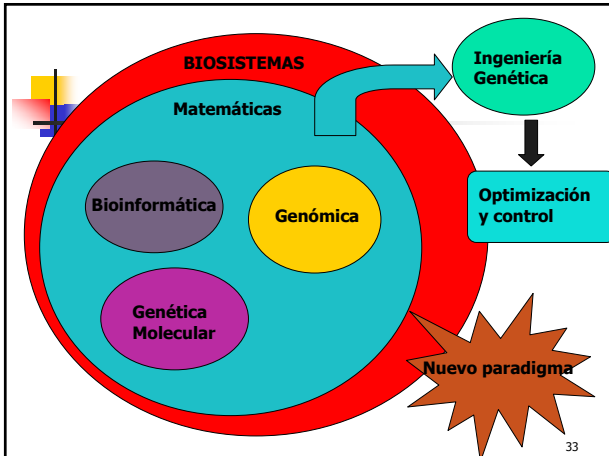 BIOSISTEMAS
Matemáticas
Bioinformática
Genómica
Genética
Molecular
Ingeniería
Genética
Optimización
y control
Nuevo paradigma
33